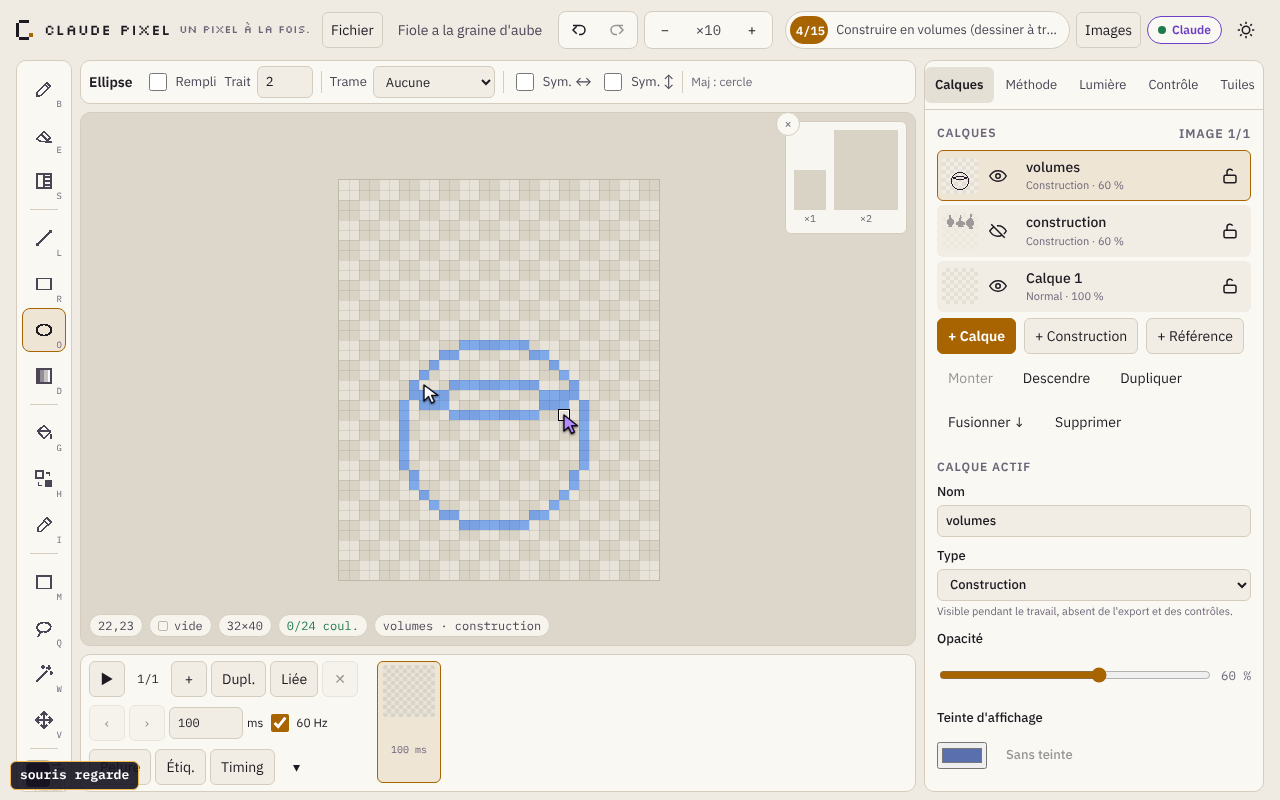 CLAUDE PIXEL UN PIXEL À LA FOIS.
Fichier
Fiole a la graine d'aube
− ×10 +
4/15 Construire en volumes (dessiner à tr…
Images
Claude
Ellipse
Rempli
Trait 2
Trame Aucune
Sym. ↔
Sym. ↕
Maj : cercle
B
E
S
L
R
O
D
G
H
I
M
Q
W
V
×
×1 ×2
22,23
vide
32×40
0/24 coul.
volumes · construction
1/1
+
Dupl.
Liée
×
‹
›
100 ms
60 Hz
Étiq.
Timing
▼
100 ms
souris regarde
Calques
Méthode
Lumière
Contrôle
Tuiles
CALQUES IMAGE 1/1
volumes
Construction · 60 %
construction
Construction · 60 %
Calque 1
Normal · 100 %
+ Calque
+ Construction
+ Référence
Monter
Descendre
Dupliquer
Fusionner ↓
Supprimer
CALQUE ACTIF
Nom
volumes
Type
Construction
Visible pendant le travail, absent de l'export et des contrôles.
Opacité
60 %
Teinte d'affichage
Sans teinte